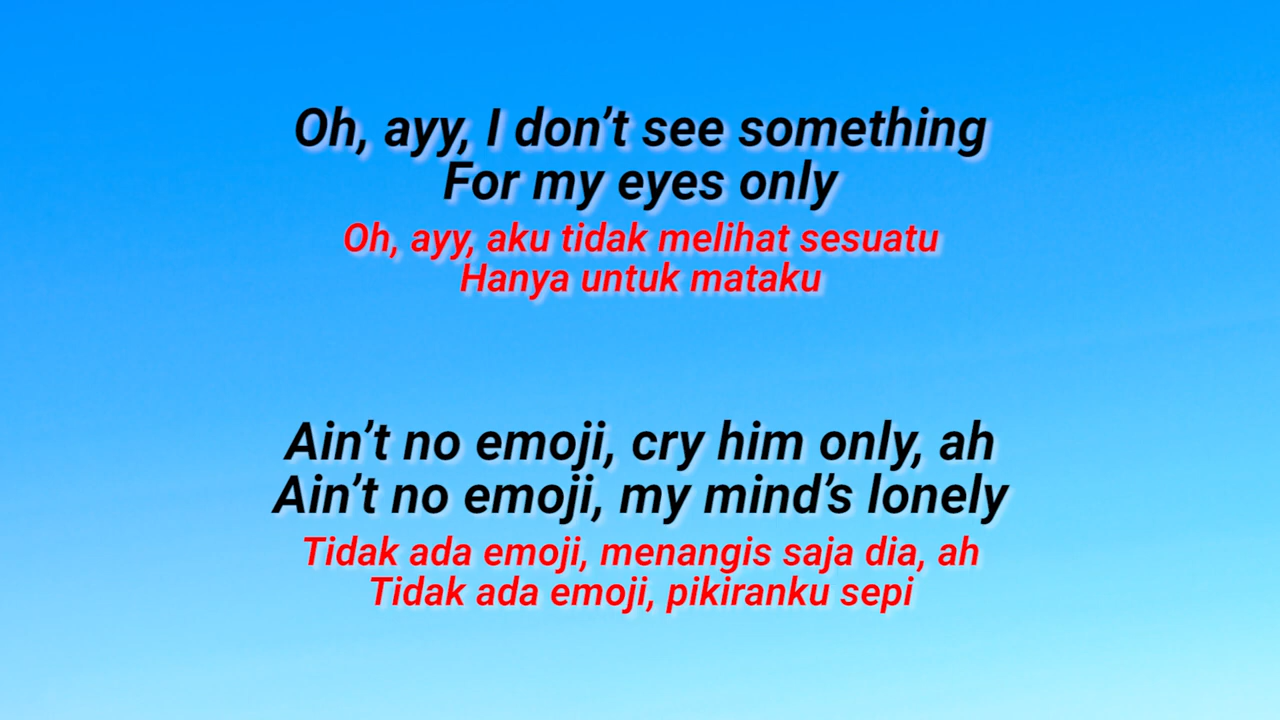 Oh, ayy, I don’t see something
For my eyes only
Oh, ayy, aku tidak melihat sesuatu
Hanya untuk mataku
Ain’t no emoji, cry him only, ah
Ain’t no emoji, my mind’s lonely
Tidak ada emoji, menangis saja dia, ah
Tidak ada emoji, pikiranku sepi